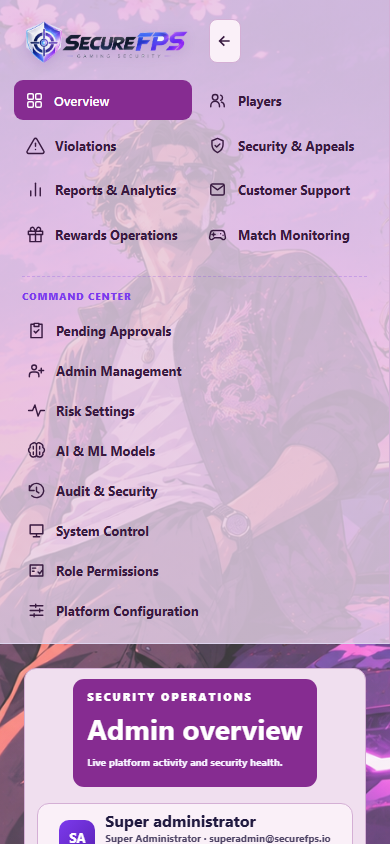 SECUREFPS
GAMING SECURITY
Overview
Players
Violations
Security & Appeals
Reports & Analytics
Customer Support
Rewards Operations
Match Monitoring
COMMAND CENTER
Pending Approvals
Admin Management
Risk Settings
AI & ML Models
Audit & Security
System Control
Role Permissions
Platform Configuration
SECURITY OPERATIONS
Admin overview
Live platform activity and security health.
SA
Super administrator
Super Administrator · superadmin@securefps.io